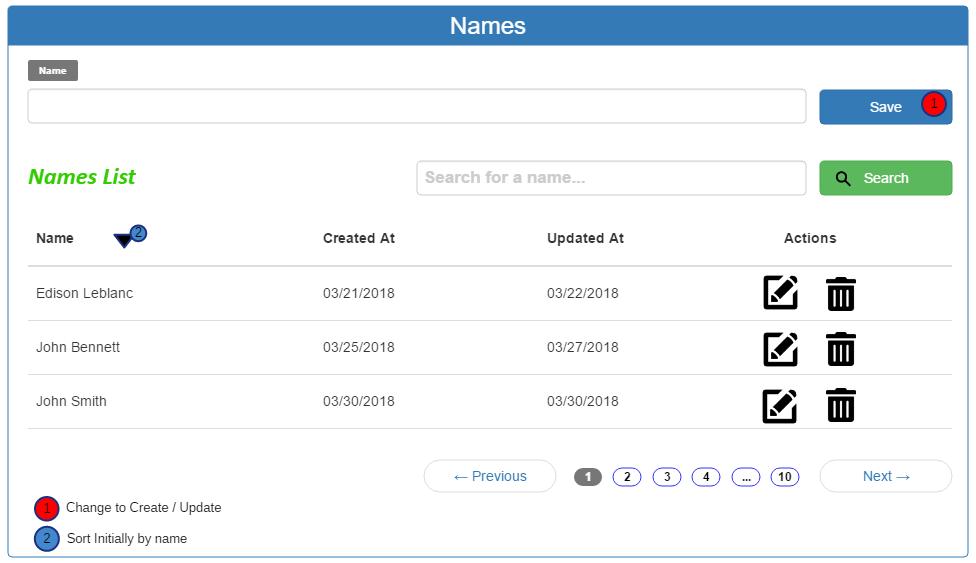 Names
Name
Save 1
Names List
Search for a name...
Search
Name 2 Created At Updated At Actions
Edison Leblanc 03/21/2018 03/22/2018
John Bennett 03/25/2018 03/27/2018
John Smith 03/30/2018 03/30/2018
← Previous 1 2 3 4 ... 10 Next →
1 Change to Create / Update
2 Sort Initially by name